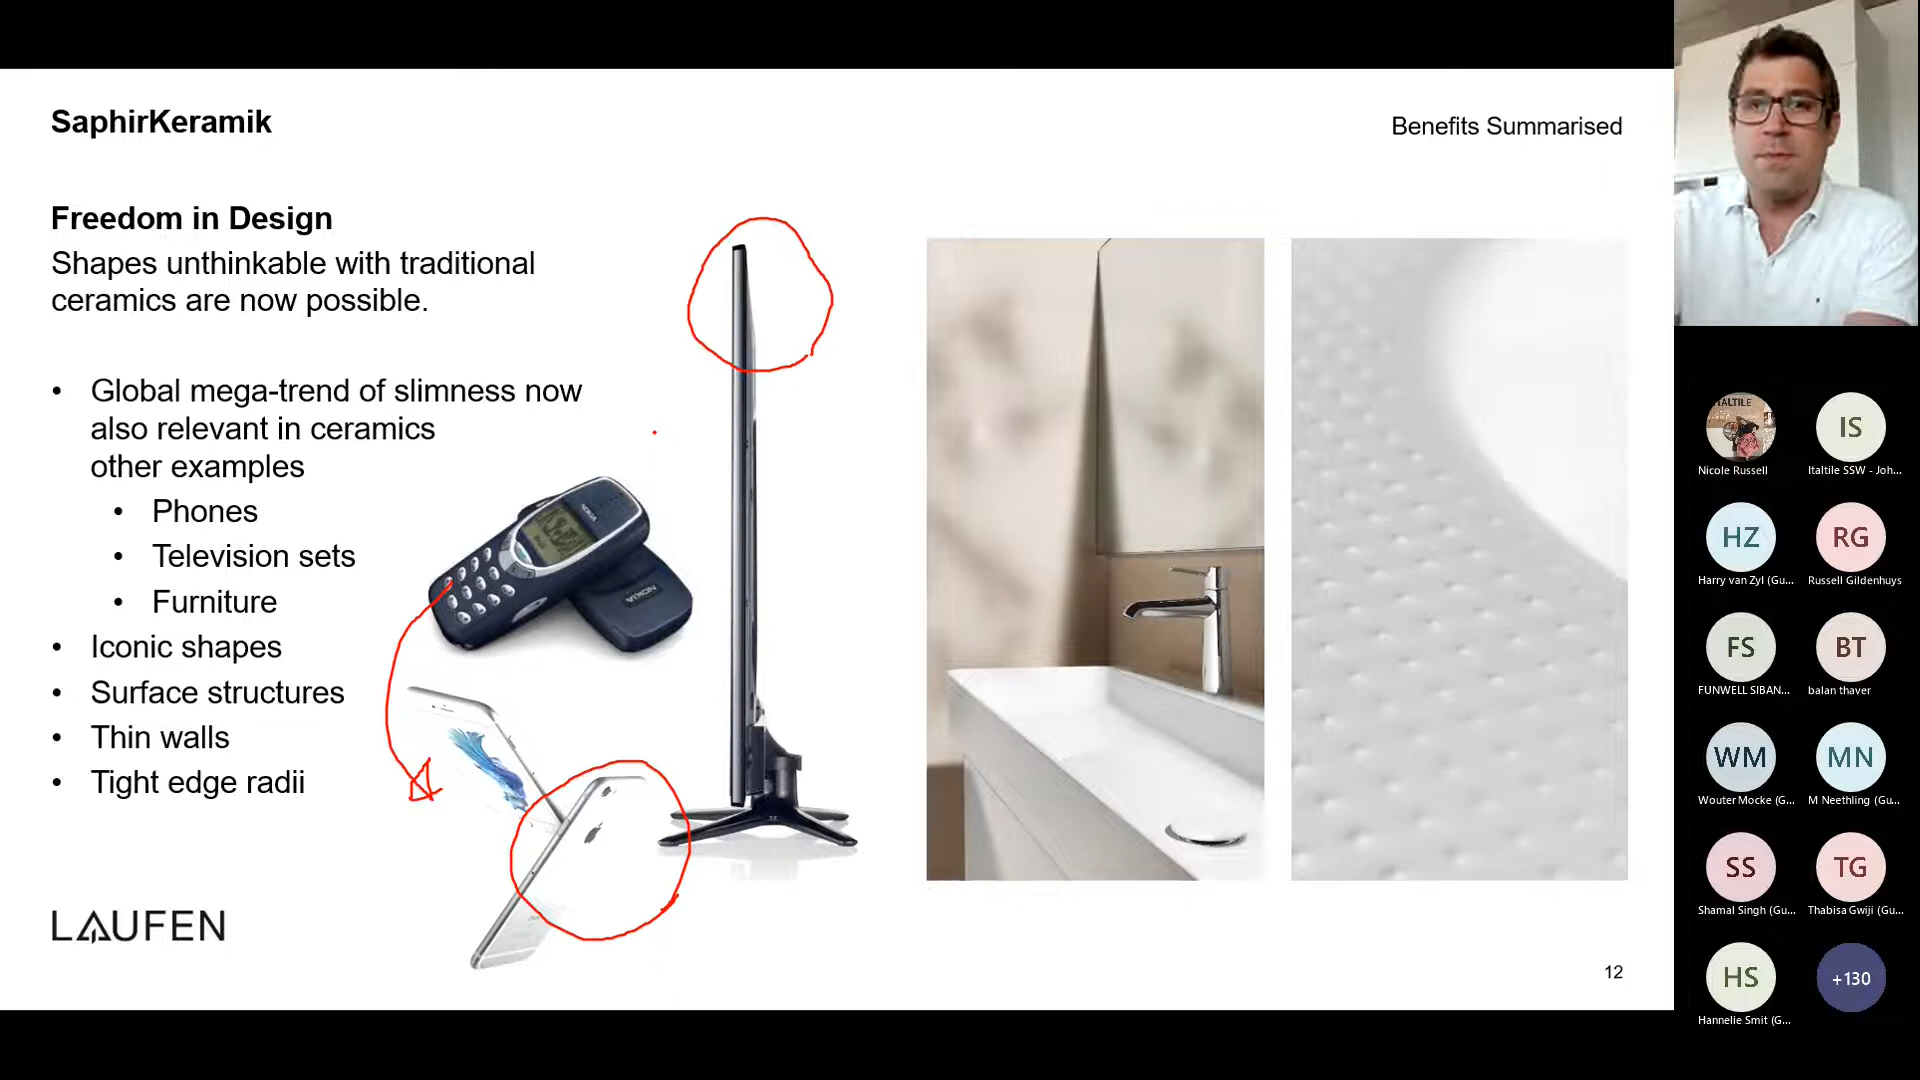 SaphirKeramik
Benefits Summarised
Freedom in Design
Shapes unthinkable with traditional
ceramics are now possible.
• Global mega-trend of slimness now
also relevant in ceramics
other examples
• Phones
• Television sets
• Furniture
• Iconic shapes
• Surface structures
• Thin walls
• Tight edge radii
NOKIA
NOKIA
LAUFEN
12
ITALTILE
Nicole Russell
IS
Italtile SSW - Joh...
HZ
Harry van Zyl (Gu...
RG
Russell Gildenhuys
FS
FUNWELL SIBAN...
BT
balan thaver
WM
Wouter Mocke (G...
MN
M Neethling (Gu...
SS
Shamal Singh (Gu...
TG
Thabisa Gwiji (Gu...
HS
Hannelie Smit (G...
+130